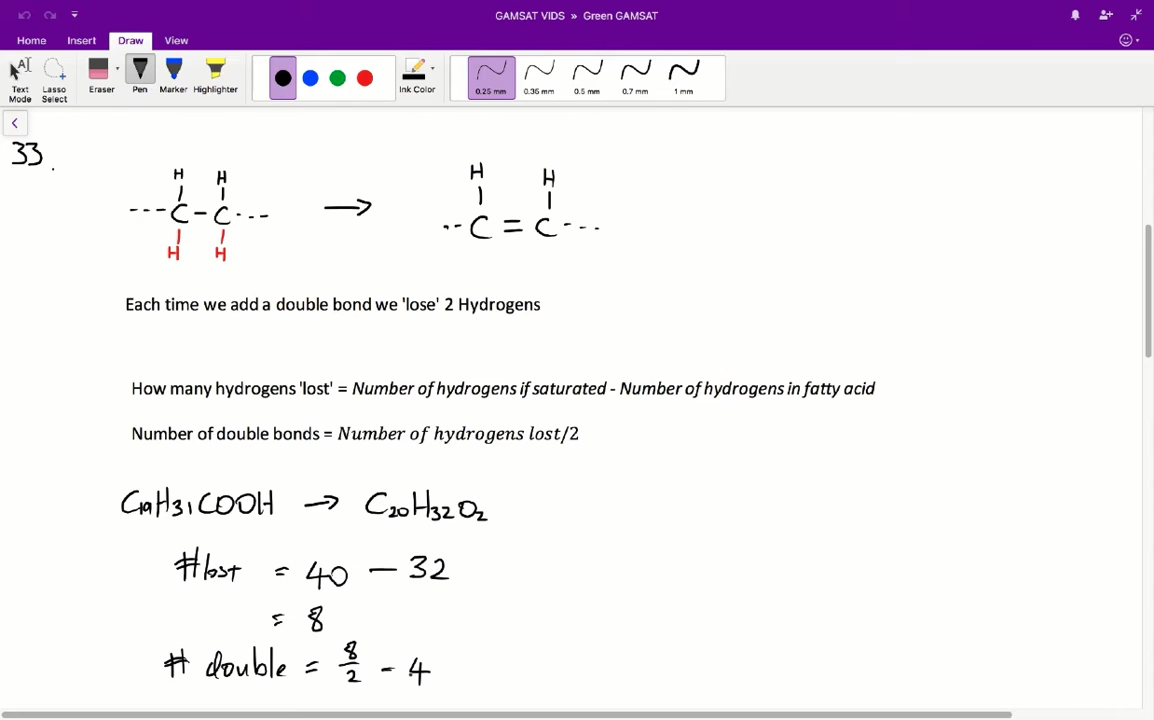 GAMSAT VIDS » Green GAMSAT
Home Insert Draw View
Text Mode
Lasso Select
Eraser
Pen
Marker
Highlighter
Ink Color
0.25 mm 0.35 mm 0.5 mm 0.7 mm 1 mm
33.
H H
---C-C---
H H
→
H H
--C=C---
Each time we add a double bond we 'lose' 2 Hydrogens
How many hydrogens 'lost' = Number of hydrogens if saturated - Number of hydrogens in fatty acid
Number of double bonds = Number of hydrogens lost/2
C19H31COOH → C20H32O2
#lost = 40 - 32
= 8
# double = 8/2 - 4